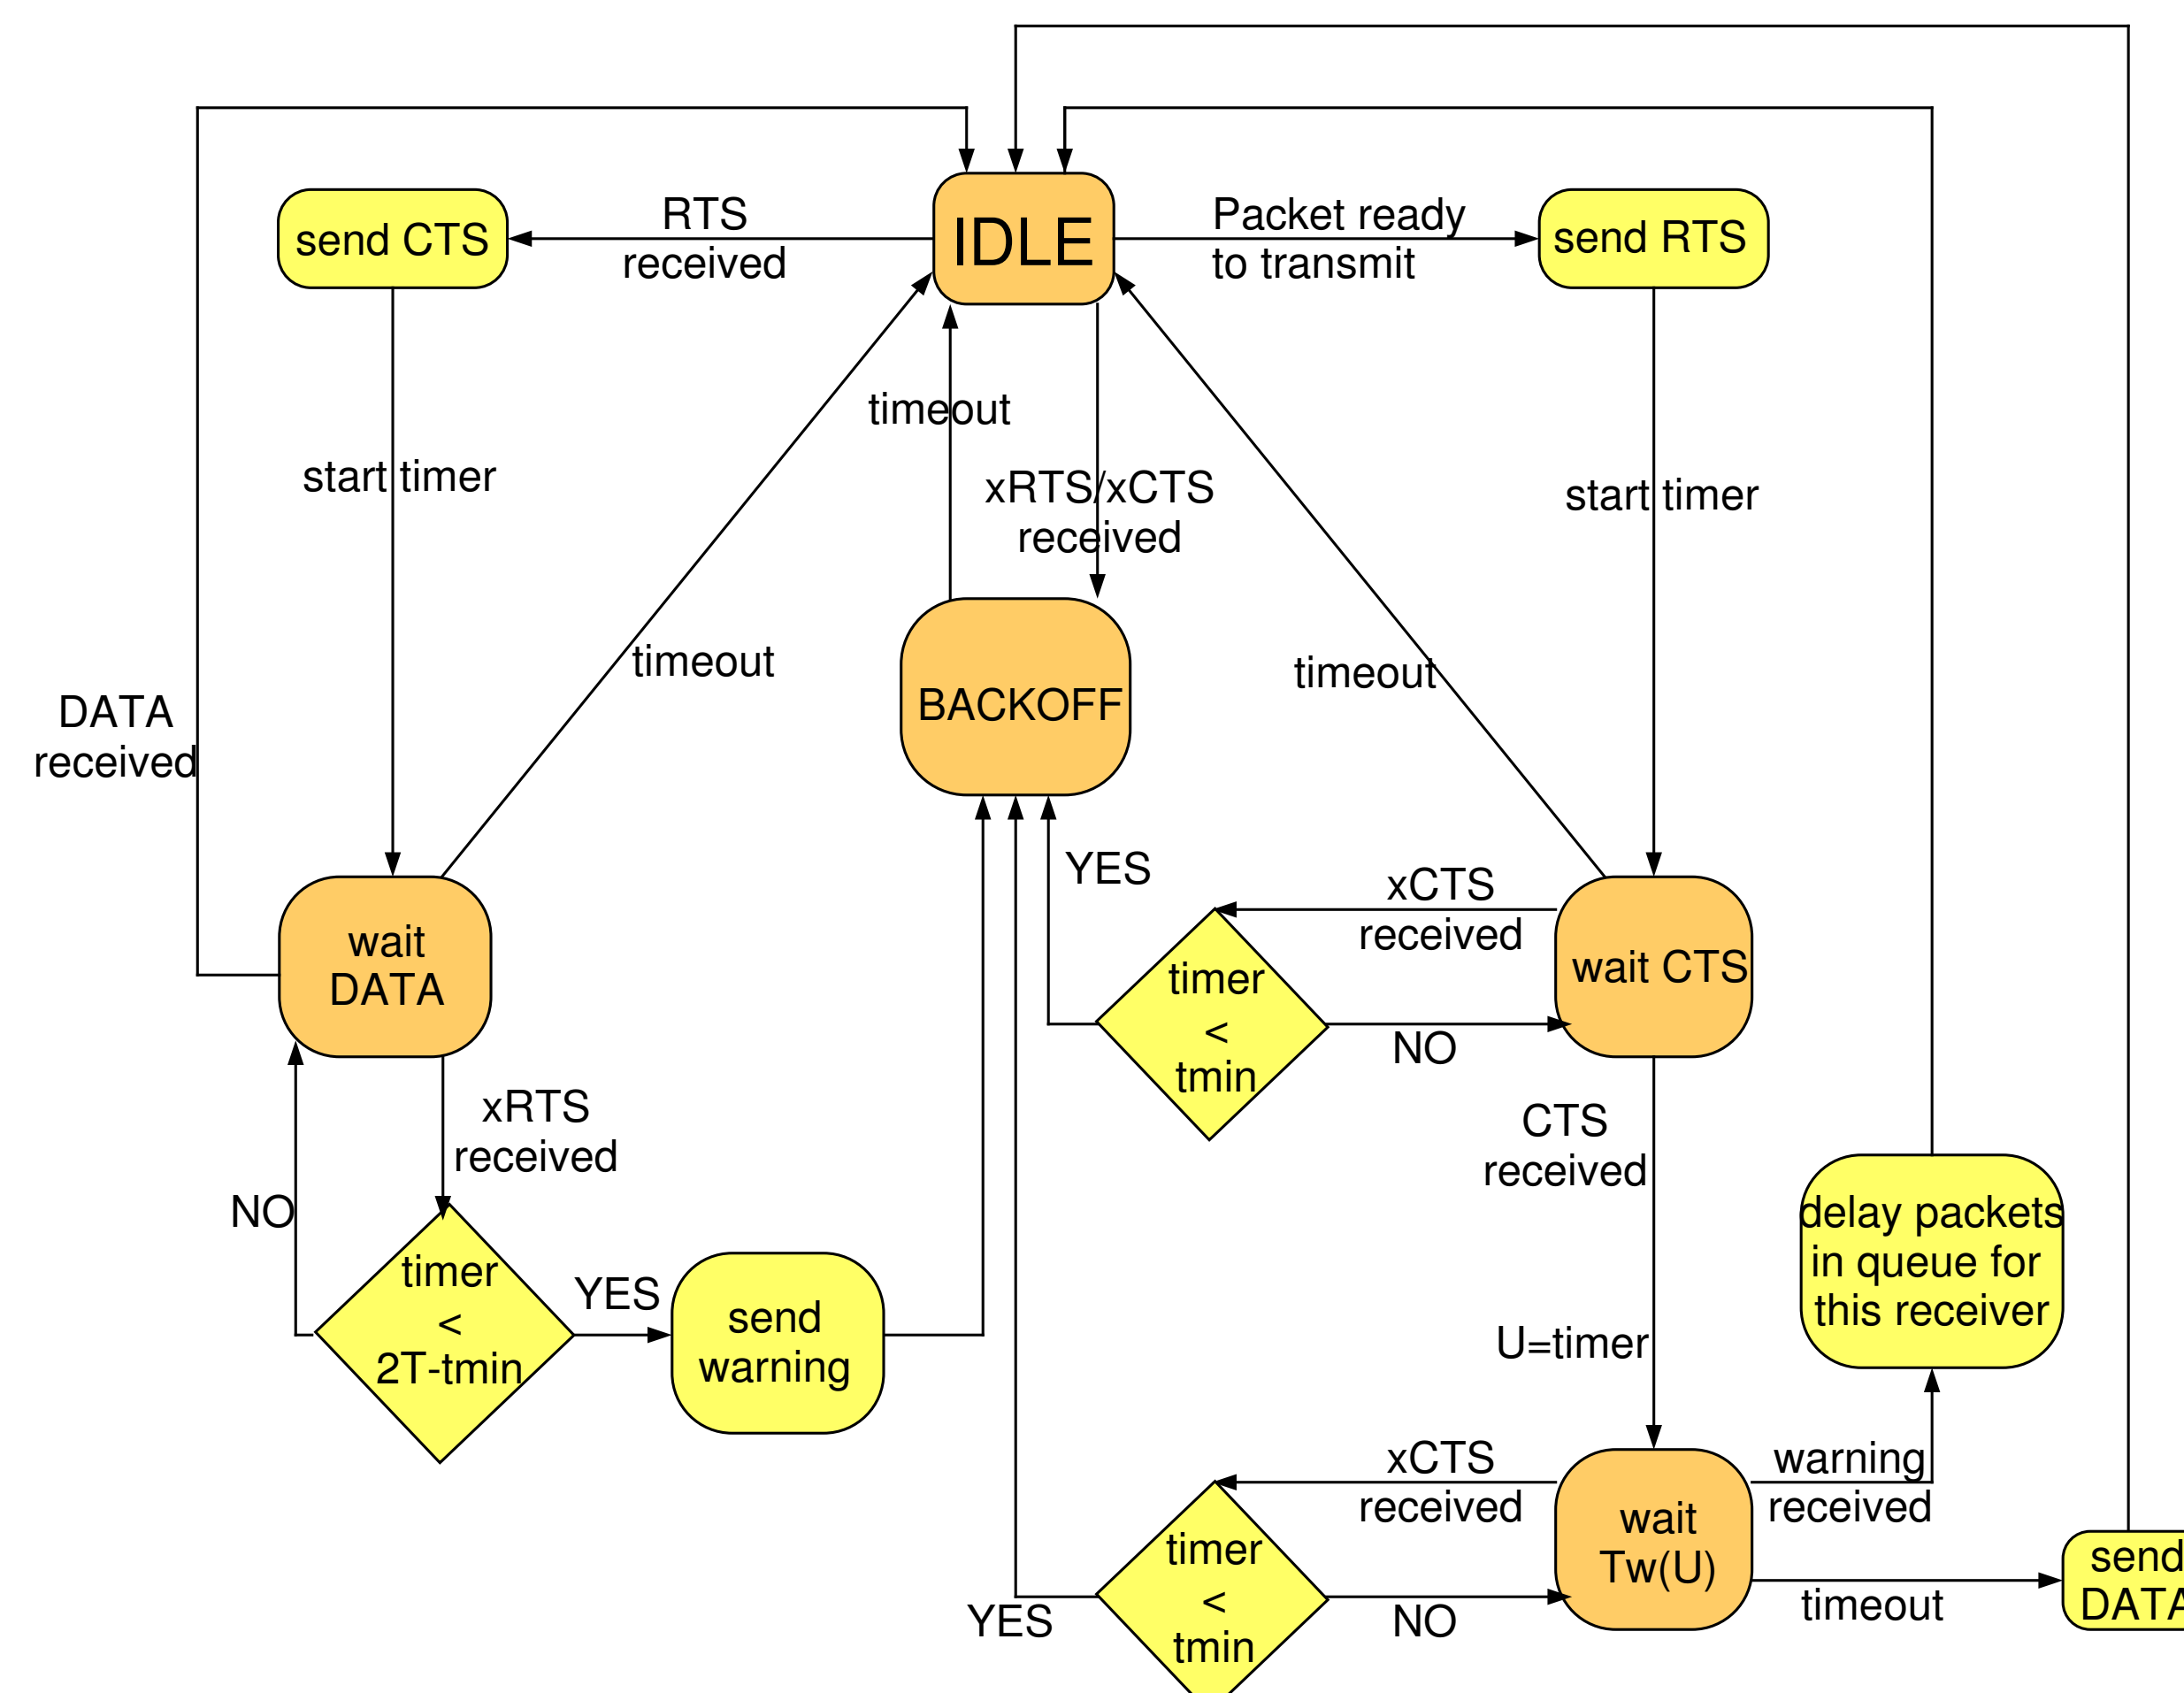 RTS
received
send CTS
IDLE
Packet ready
to transmit
send RTS
timeout
start timer
xRTS/xCTS
received
start timer
timeout
timeout
BACKOFF
DATA
received
YES
xCTS
received
wait
DATA
timer
<
tmin
wait CTS
NO
xRTS
received
CTS
received
NO
delay packets
in queue for
this receiver
timer
<
2T-tmin
YES
send
warning
U=timer
xCTS
received
warning
received
wait
Tw(U)
timer
<
tmin
YES
NO
timeout
send
DATA